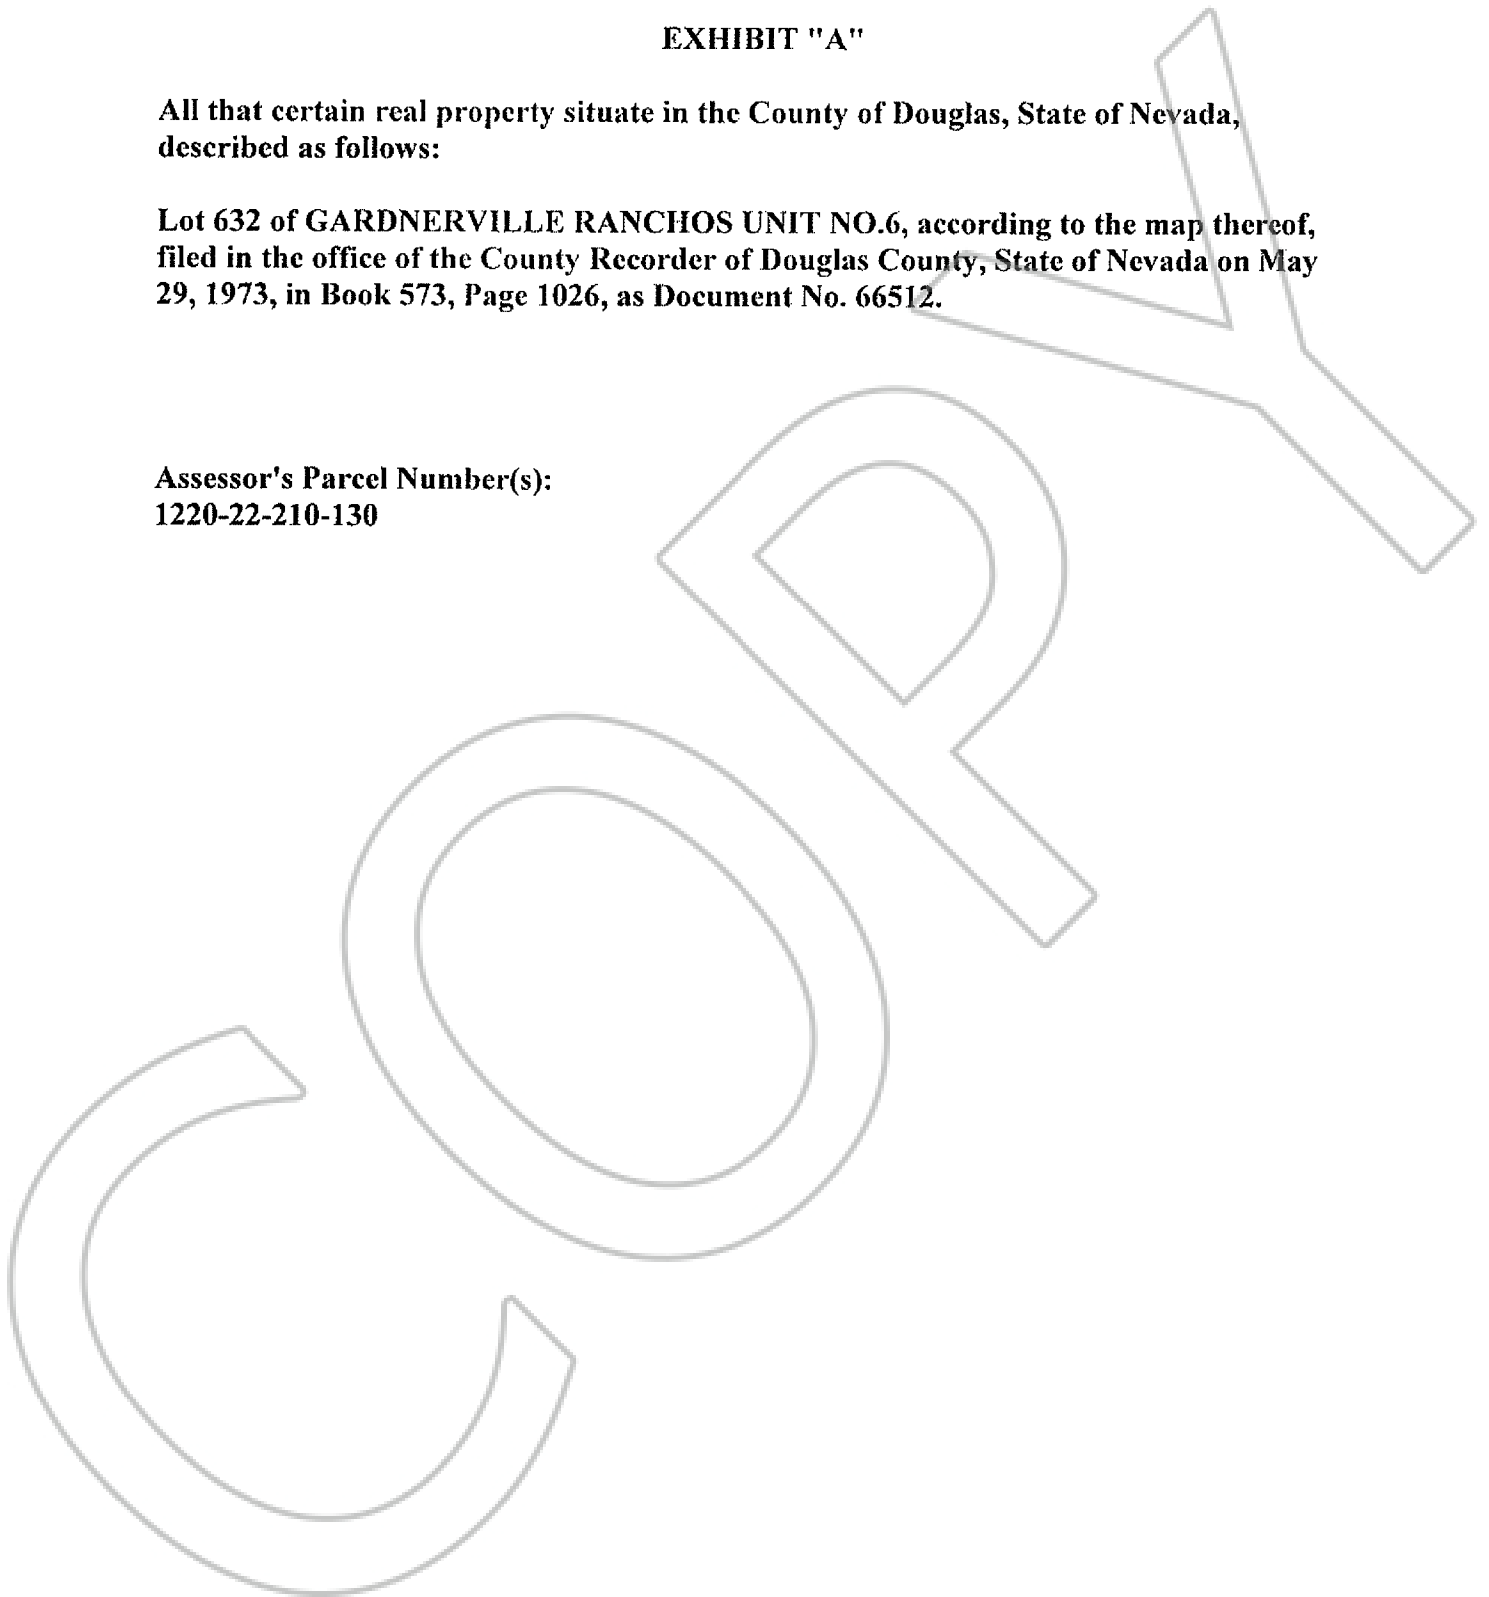 EXHIBIT "A"
All that certain real property situate in the County of Douglas, State of Nevada,
described as follows:
Lot 632 of GARDNERVILLE RANCHOS UNIT NO.6, according to the map thereof,
filed in the office of the County Recorder of Douglas County, State of Nevada on May
29, 1973, in Book 573, Page 1026, as Document No. 66512.
Assessor's Parcel Number(s):
1220-22-210-130
COPY